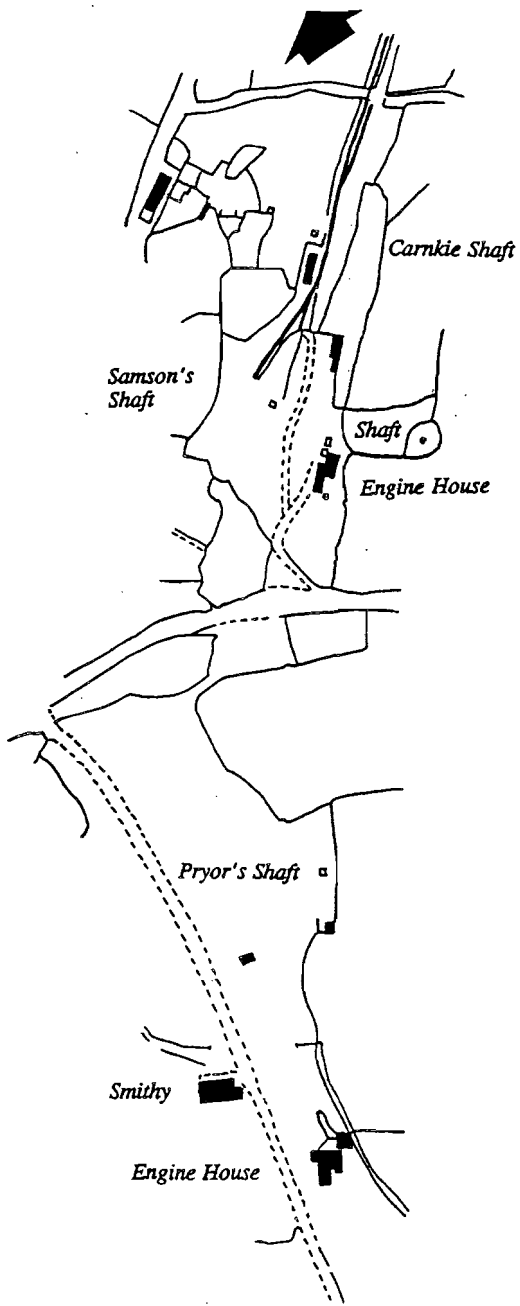 Carnkie Shaft
Samson's
Shaft
Shaft
Engine House
Pryor's Shaft
Smithy
Engine House